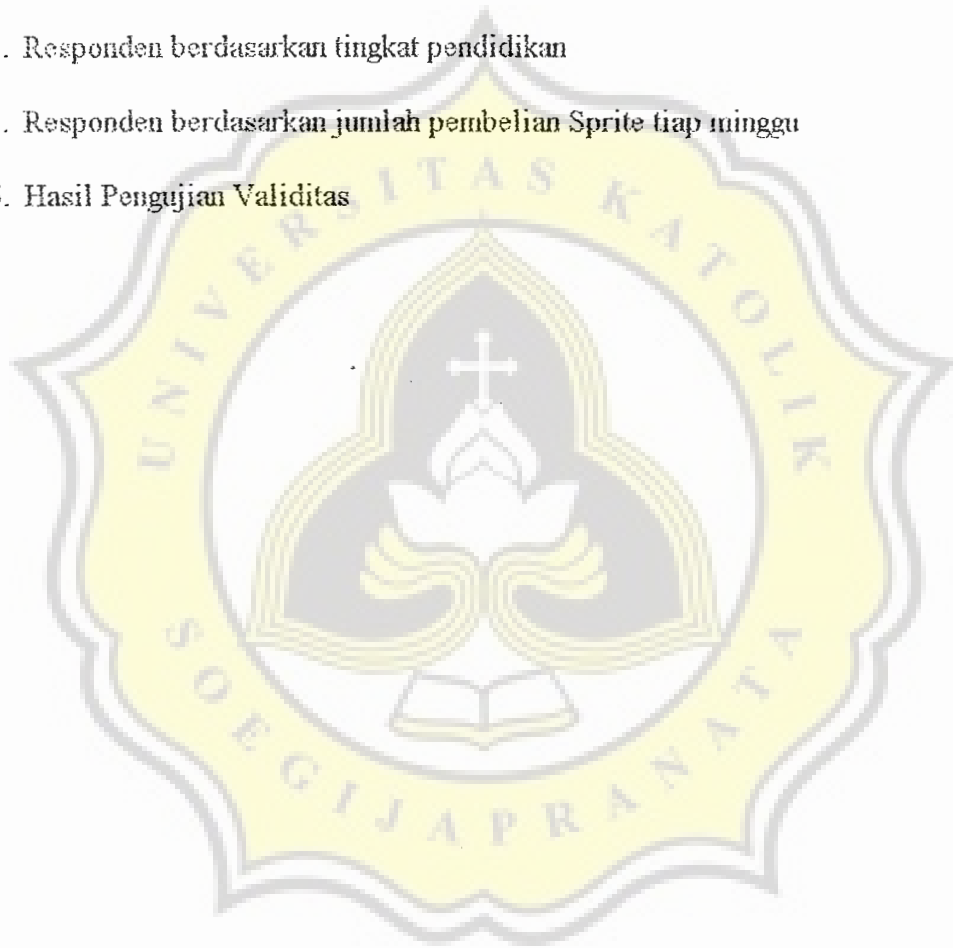 . Responden berdasarkan tingkat pendidikan
. Responden berdasarkan jumlah pembelian Sprite tiap minggu
. Hasil Pengujian Validitas
UNIVERSITAS KATOLIK
SOEGIJAPRANATA